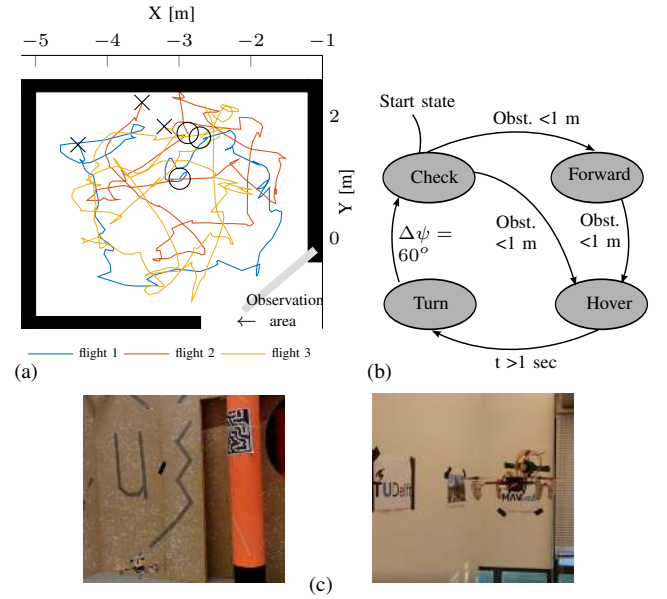 X [m]
−5 −4 −3 −2 −1
2
Y [m]
0
Observation
← area
flight 1 flight 2 flight 3
(a)
Start state
Obst. <1 m
Check
Forward
Obst.
<1 m
Obst.
<1 m
Δψ =
60°
Turn
Hover
t >1 sec
(b)
TUDelft
MAVLab
(c)